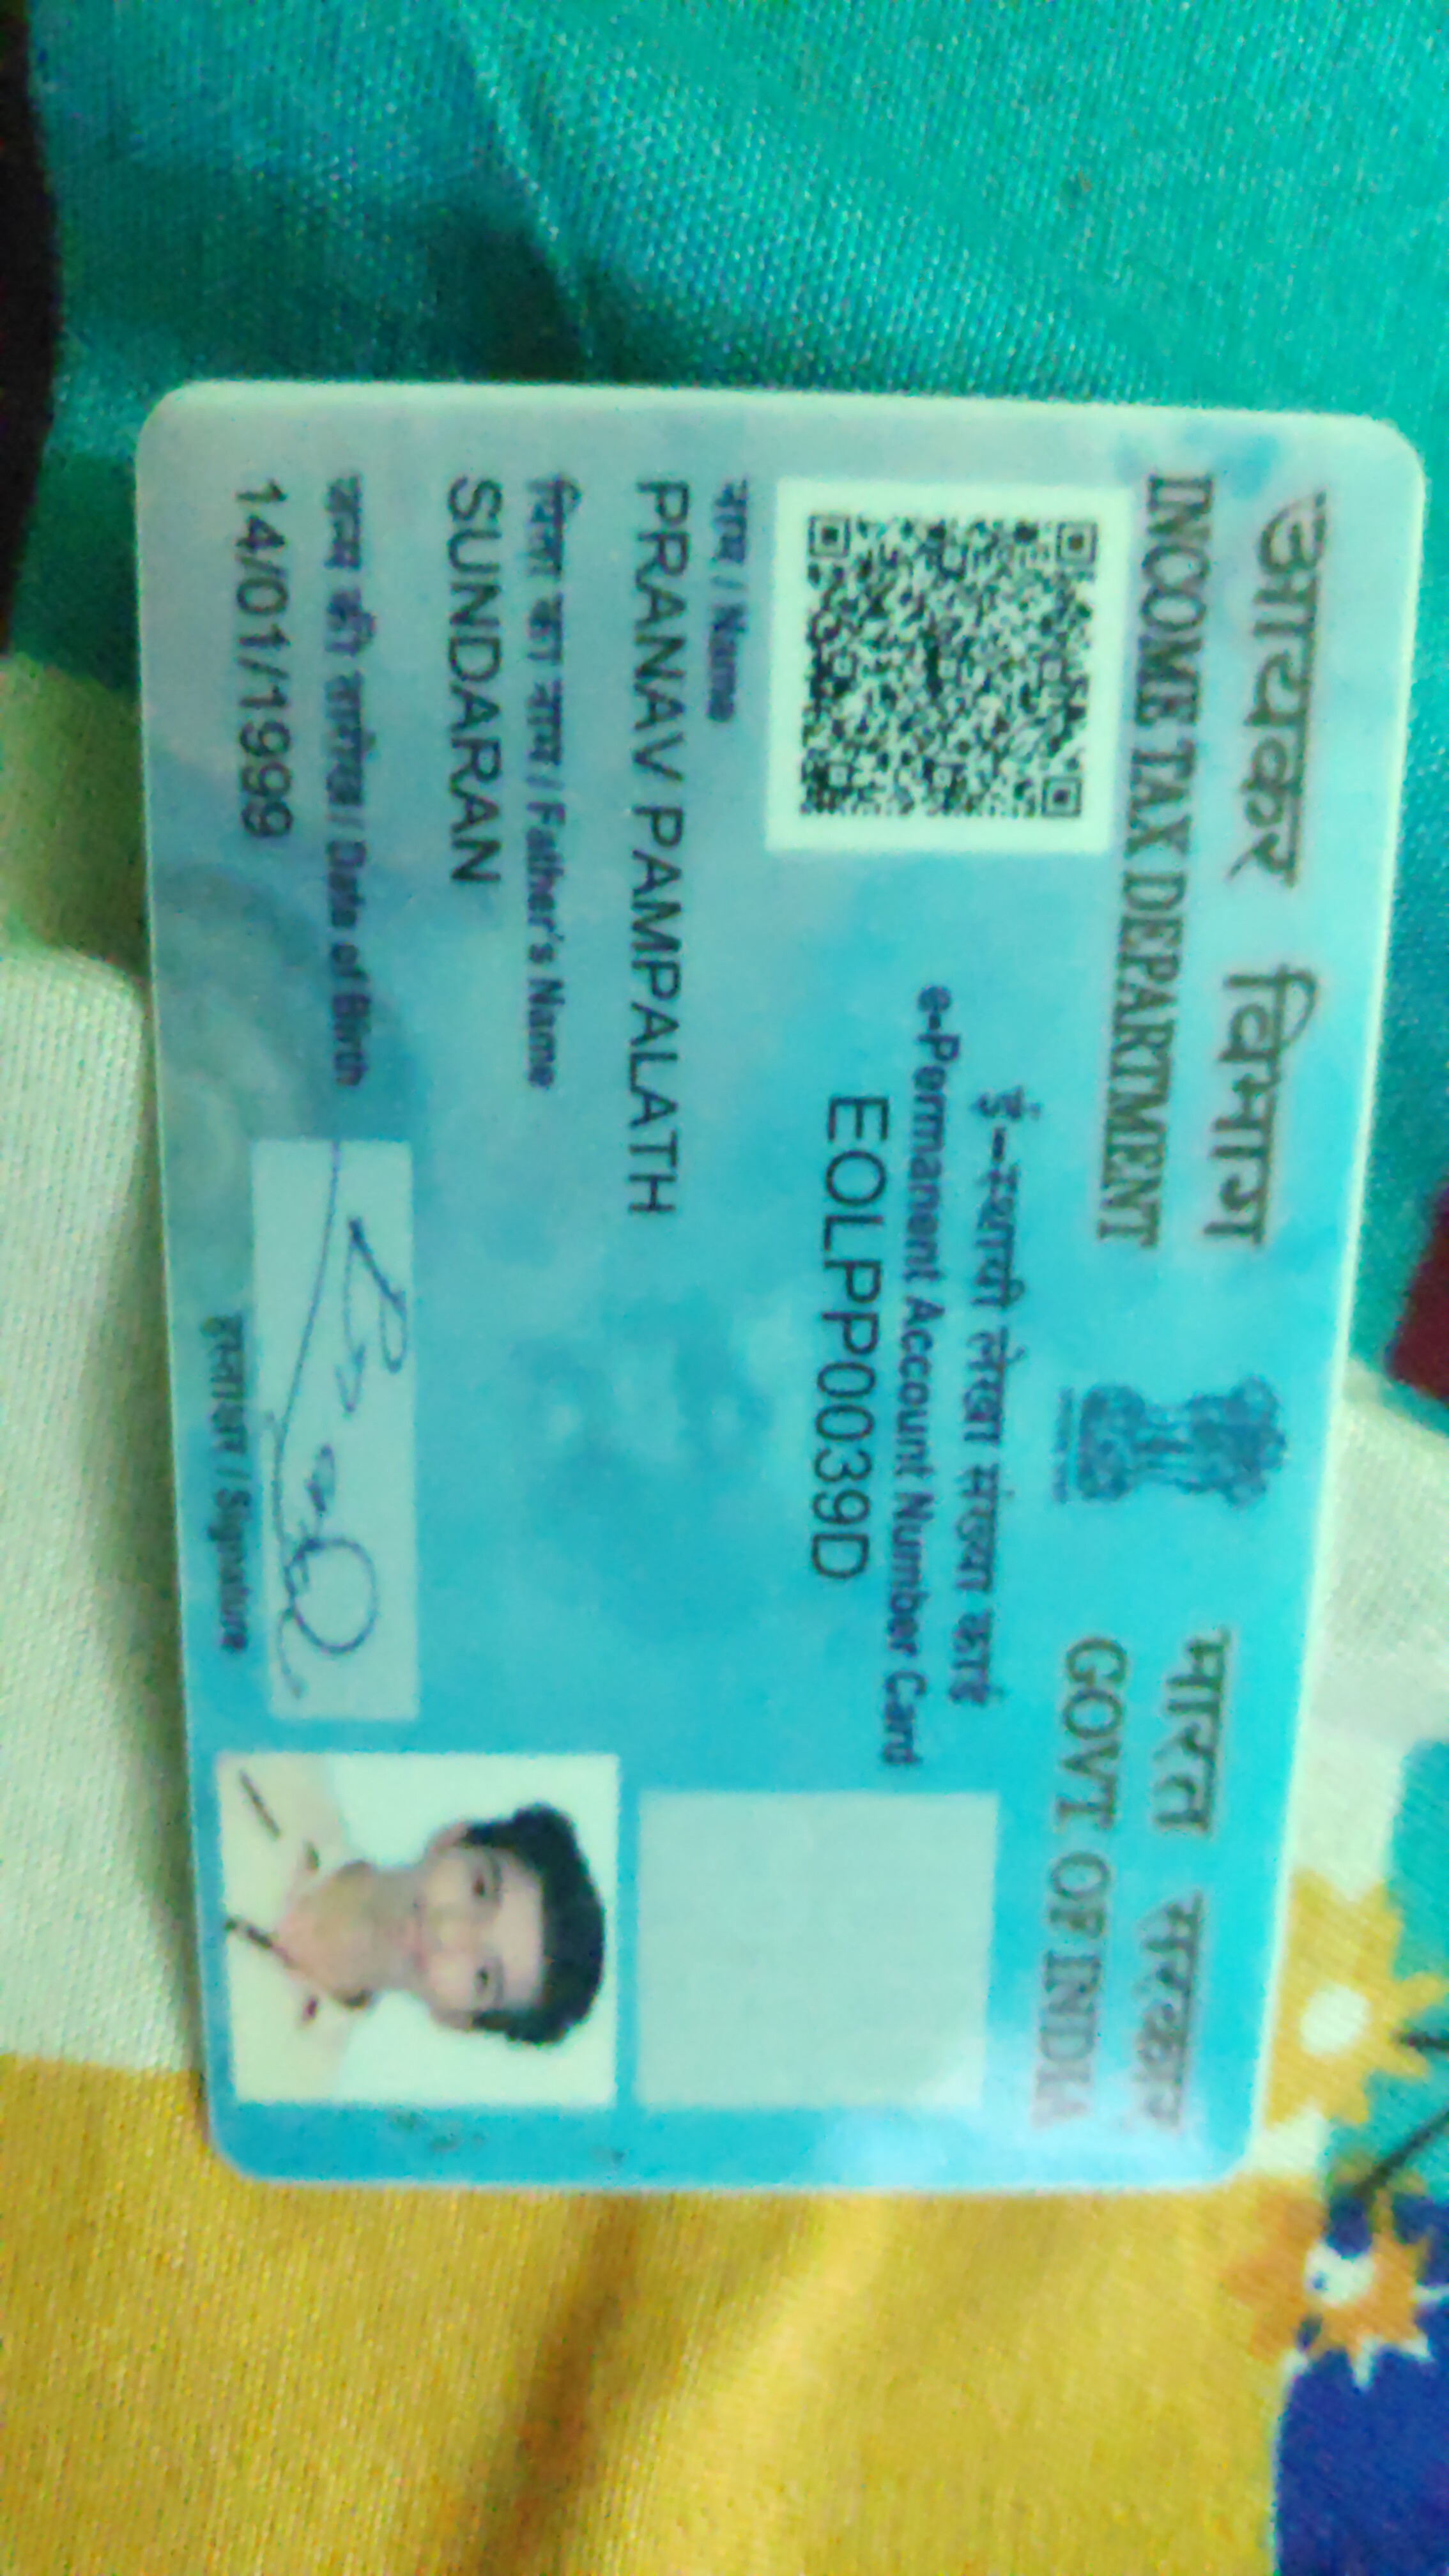 आयकर विभाग
INCOME TAX DEPARTMENT
भारत सरकार
GOVT OF INDIA
ई-स्थायी लेखा संख्या कार्ड
e-Permanent Account Number Card
EOLPP0039D
नाम / Name
PRANAV PAMPALATH
पिता का नाम / Father's Name
SUNDARAN
जन्म की तारीख / Date of Birth
14/01/1999
हस्ताक्षर / Signature